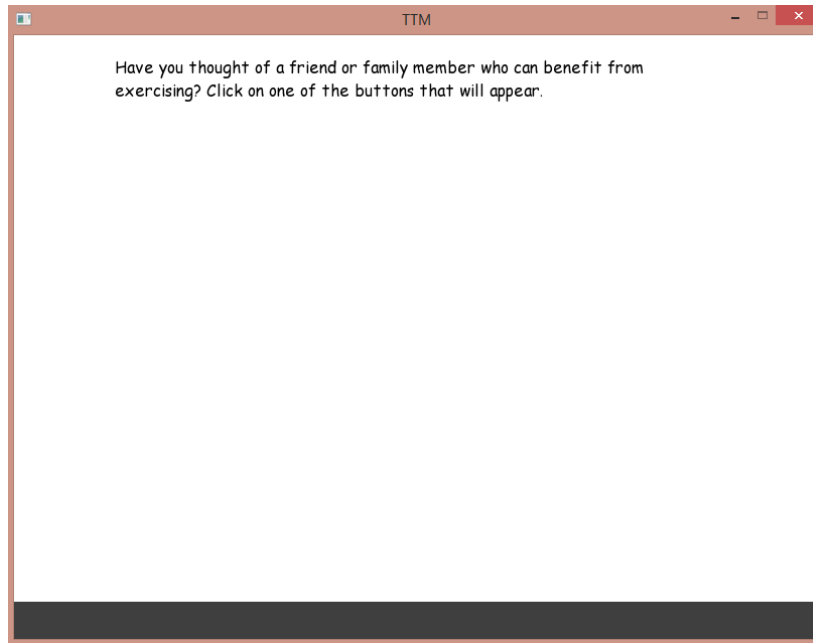 TTM
Have you thought of a friend or family member who can benefit from
exercising? Click on one of the buttons that will appear.